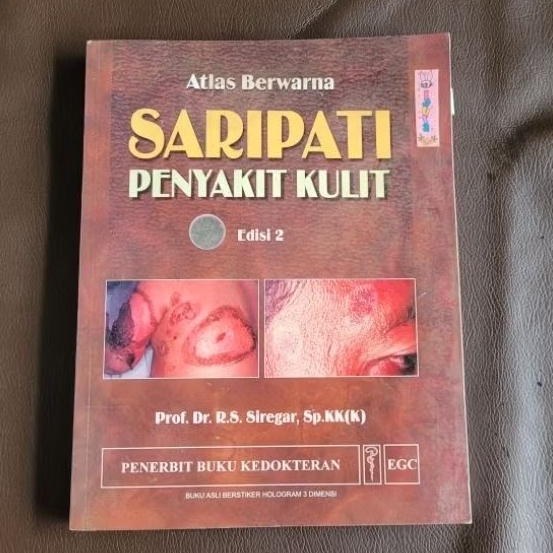 Atlas Berwarna
SARIPATI
PENYAKIT KULIT
Edisi 2
Prof. Dr. R.S. Siregar, Sp.KK(K)
PENERBIT BUKU KEDOKTERAN
EGC
BUKU ASLI BERSTIKER HOLOGRAM 3 DIMENSI